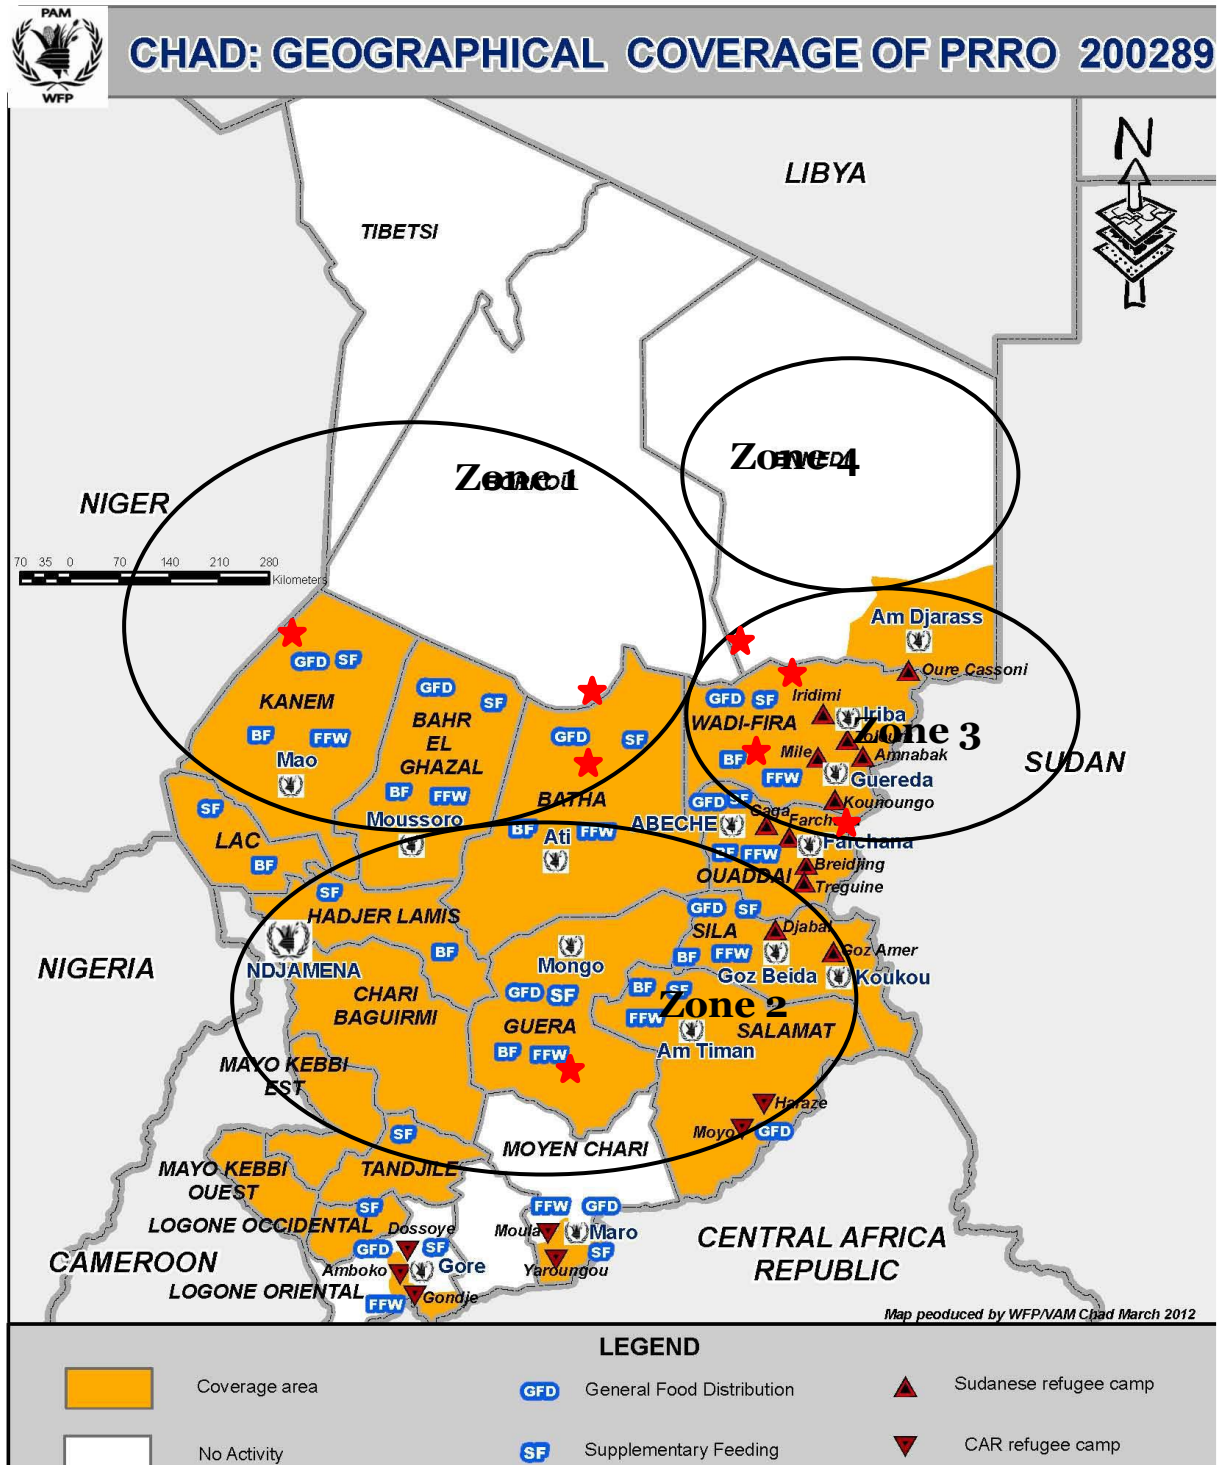 PAM
WFP
CHAD: GEOGRAPHICAL COVERAGE OF PRRO 200289
N
LIBYA
TIBETSI
Zone 1
Zone 4
NIGER
70 35 0 70 140 210 280
Kilometers
Am Djarass
Oure Cassoni
GFD SF
KANEM
BF FFW
Mao
GFD SF
BAHR
EL
GHAZAL
BF FFW
Moussoro
GFD SF
BATHA
BF FFW
Ati
GFD SF
Iridimi
WADI-FIRA
Iriba
Zone 3
Mile
Amnabak
BF
FFW
Guereda
Kounoungo
SUDAN
SF
LAC
BF
GFD SF
ABECHE
Gaga
Farchana
BF FFW
Breidjing
OUADDAI
Treguine
SF
HADJER LAMIS
BF
NDJAMENA
NIGERIA
CHARI
BAGUIRMI
Mongo
GFD SF
GUERA
BF FFW
GFD SF
SILA
Djabal
Goz Amer
BF FFW
Goz Beida
Koukou
BF SF
Zone 2
FFW
SALAMAT
Am Timan
MAYO KEBBI
EST
Haraze
Moyo
GFD
MOYEN CHARI
SF
MAYO KEBBI
OUEST
TANDJILE
SF
LOGONE OCCIDENTAL
Dossoye
GFD SF
Gore
Amboko
LOGONE ORIENTAL
Gondje
FFW
FFW GFD
Moula
Maro
SF
Yaroungou
CAMEROON
CENTRAL AFRICA
REPUBLIC
Map peoduced by WFP/VAM Chad March 2012
LEGEND
Coverage area
GFD General Food Distribution
Sudanese refugee camp
No Activity
SF Supplementary Feeding
CAR refugee camp